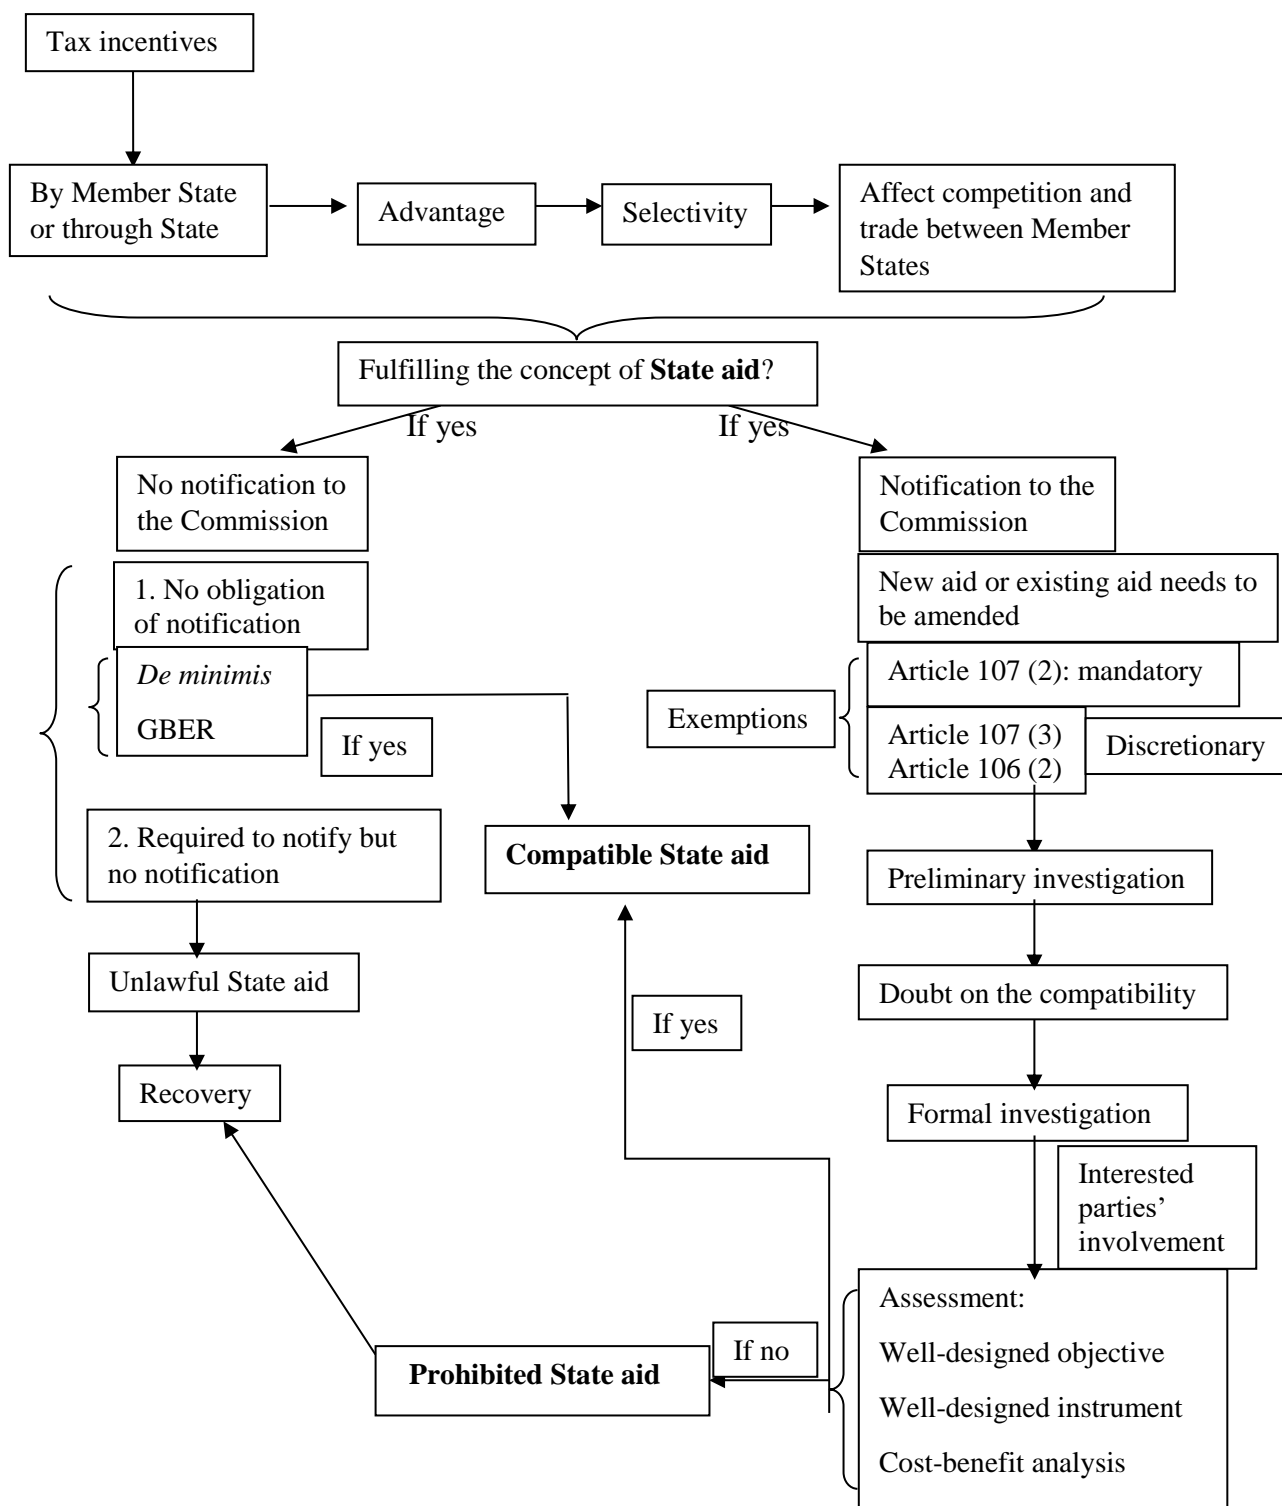 Tax incentives
By Member State
or through State
Advantage
Selectivity
Affect competition and
trade between Member
States
Fulfilling the concept of State aid?
If yes
If yes
No notification to
the Commission
Notification to the
Commission
1. No obligation
of notification
New aid or existing aid needs to
be amended
De minimis
GBER
If yes
Exemptions
Article 107 (2): mandatory
Article 107 (3)
Article 106 (2)
Discretionary
2. Required to notify but
no notification
Compatible State aid
Preliminary investigation
Unlawful State aid
Doubt on the compatibility
If yes
Recovery
Formal investigation
Interested
parties’
involvement
Assessment:
Well-designed objective
Well-designed instrument
Cost-benefit analysis
If no
Prohibited State aid